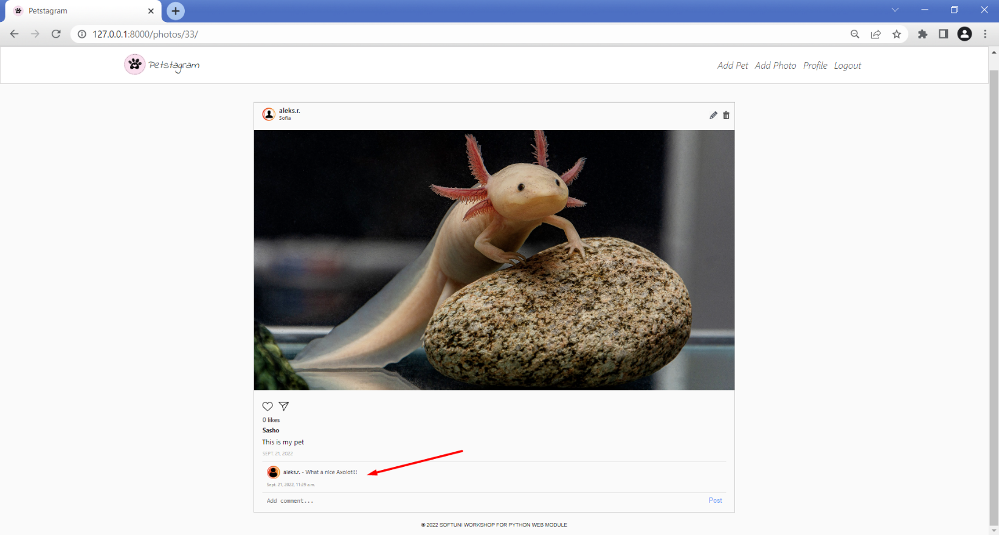 Petstagram
127.0.0.1:8000/photos/33/
Petstagram
Add Pet Add Photo Profile Logout
aleks.r.
Sofia
0 likes
Sasho
This is my pet
SEPT. 21, 2022
aleks.r. - What a nice Axolotl!!
Sept. 21, 2022, 11:29 a.m.
Add comment...
Post
© 2022 SOFTUNI WORKSHOP FOR PYTHON WEB MODULE